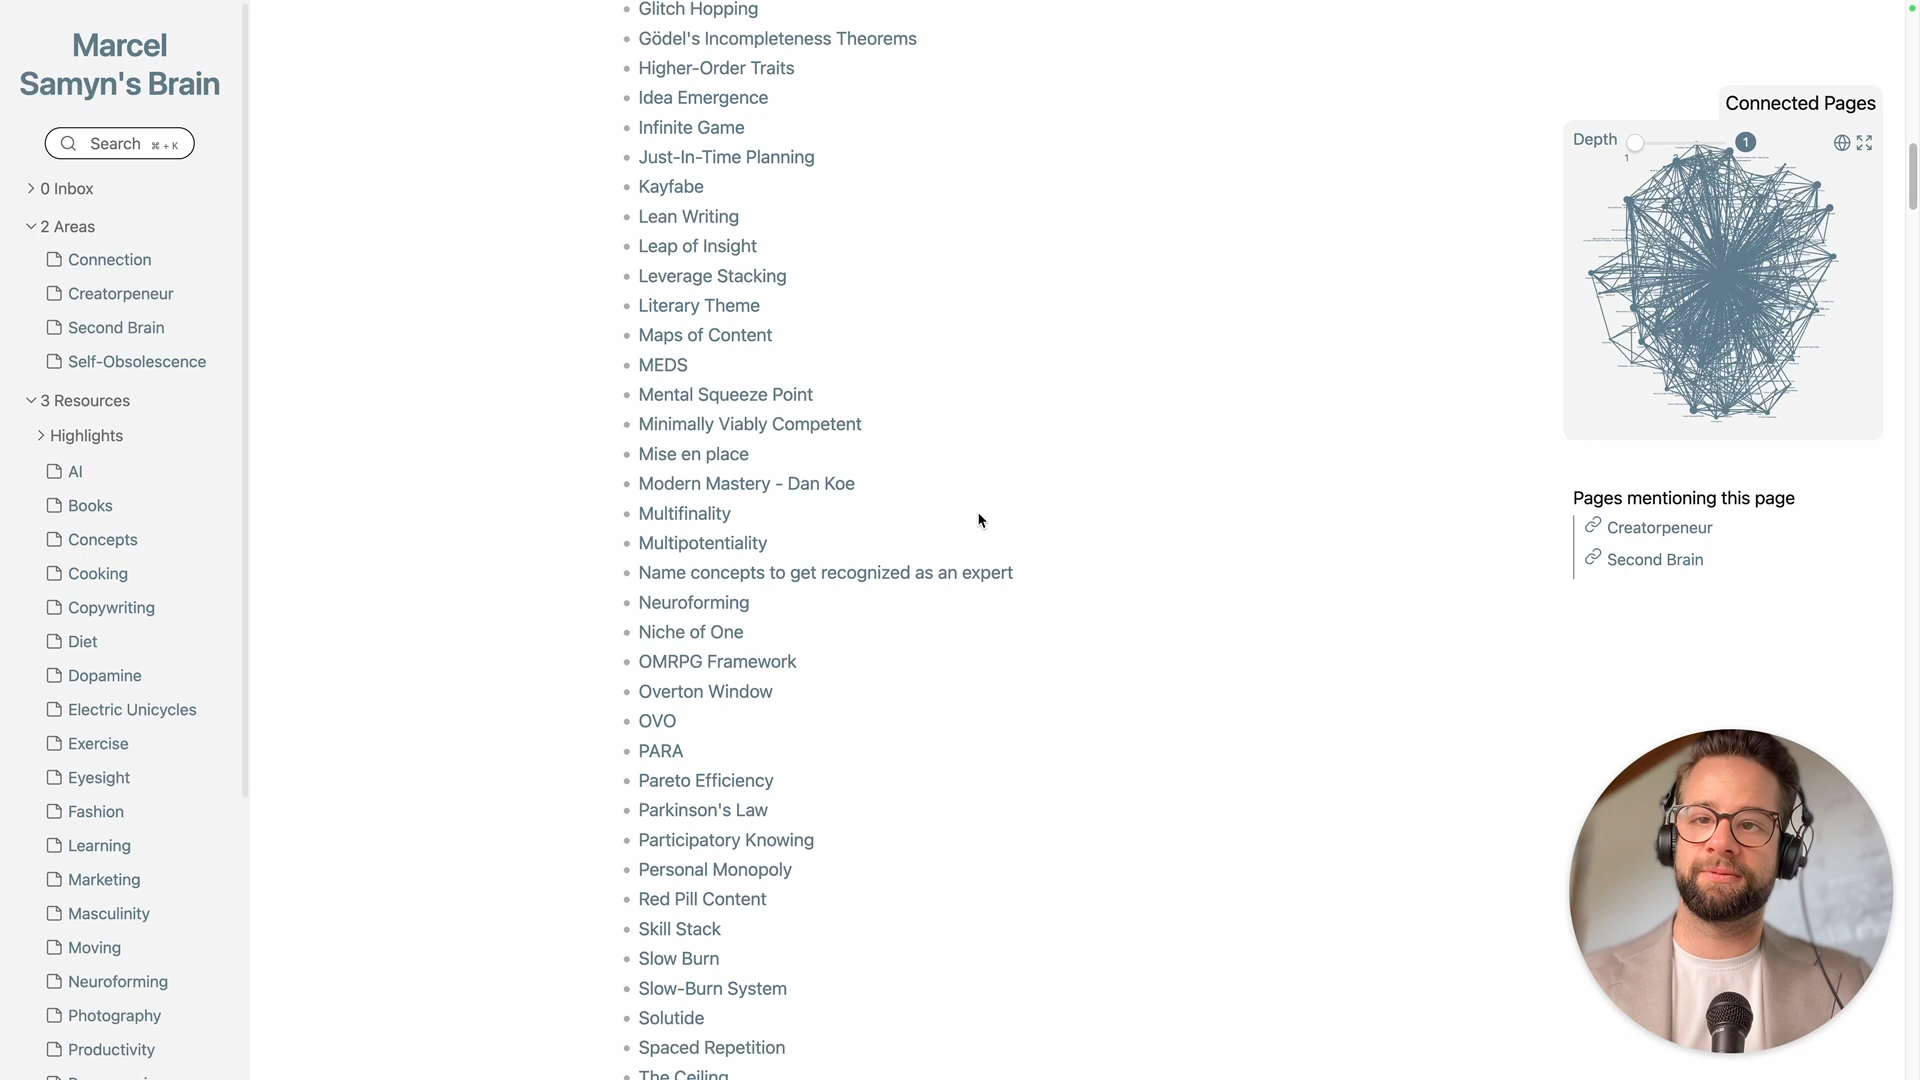 Marcel
Samyn's Brain
Search ⌘ + K
0 Inbox
2 Areas
Connection
Creatorpeneur
Second Brain
Self-Obsolescence
3 Resources
Highlights
AI
Books
Concepts
Cooking
Copywriting
Diet
Dopamine
Electric Unicycles
Exercise
Eyesight
Fashion
Learning
Marketing
Masculinity
Moving
Neuroforming
Photography
Productivity
Glitch Hopping
Gödel's Incompleteness Theorems
Higher-Order Traits
Idea Emergence
Infinite Game
Just-In-Time Planning
Kayfabe
Lean Writing
Leap of Insight
Leverage Stacking
Literary Theme
Maps of Content
MEDS
Mental Squeeze Point
Minimally Viably Competent
Mise en place
Modern Mastery - Dan Koe
Multifinality
Multipotentiality
Name concepts to get recognized as an expert
Neuroforming
Niche of One
OMRPG Framework
Overton Window
OVO
PARA
Pareto Efficiency
Parkinson's Law
Participatory Knowing
Personal Monopoly
Red Pill Content
Skill Stack
Slow Burn
Slow-Burn System
Solutide
Spaced Repetition
The Ceiling
Connected Pages
Depth 1
1
Pages mentioning this page
Creatorpeneur
Second Brain